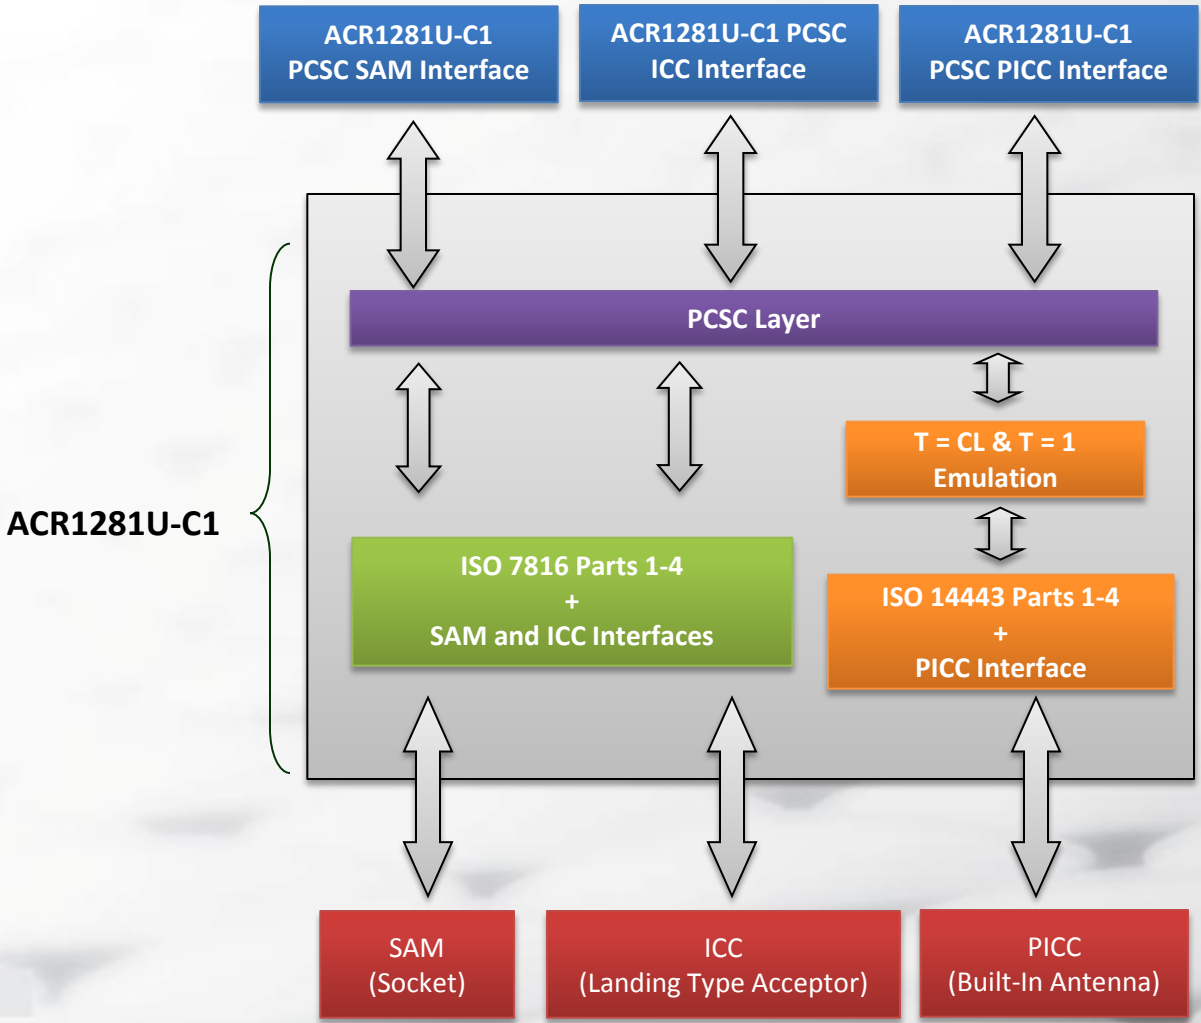 ACR1281U-C1
PCSC SAM Interface
ACR1281U-C1 PCSC
ICC Interface
ACR1281U-C1
PCSC PICC Interface
PCSC Layer
T = CL & T = 1
Emulation
ACR1281U-C1
ISO 7816 Parts 1-4
+
SAM and ICC Interfaces
ISO 14443 Parts 1-4
+
PICC Interface
SAM
(Socket)
ICC
(Landing Type Acceptor)
PICC
(Built-In Antenna)